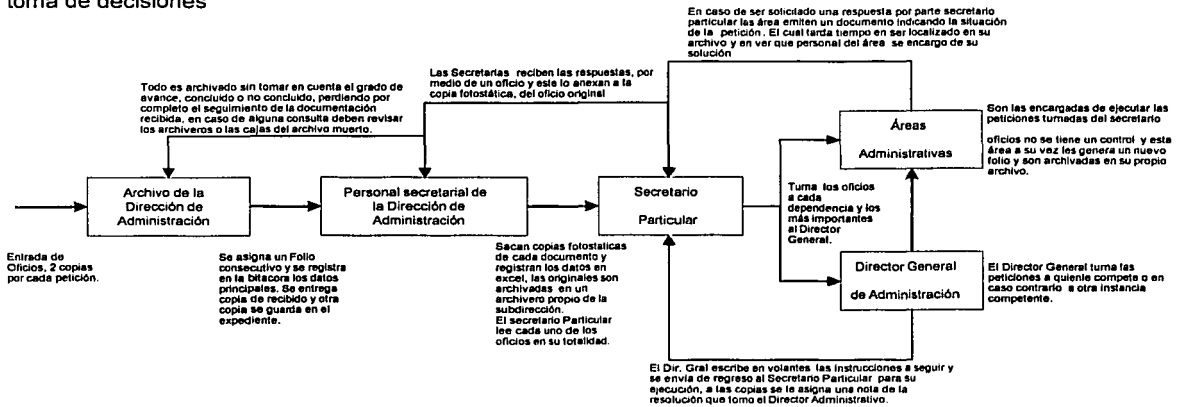 toma de decisiones
En caso de ser solicitado una respuesta por parte secretario
particular las área emiten un documento indicando la situación
de la petición. El cual tarda tiempo en ser localizado en su
archivo y en ver que personal del área se encargo de su
solución
Las Secretarias reciben las respuestas, por
medio de un oficio y este lo anexan a la
copia fotostática, del oficio original
Todo es archivado sin tomar en cuenta el grado de
avance, concluido o no concluido, perdiendo por
completo el seguimiento de la documentación
recibida, en caso de alguna consulta deben revisar
los archiveros o las cajas del archivo muerto.
Archivo de la
Dirección de
Administración
Personal secretarial de
la Dirección de
Administración
Secretario
Particular
Áreas
Administrativas
Son las encargadas de ejecutar las
peticiones turnadas del secretario
oficios no se tiene un control y esta
área a su vez les genera un nuevo
folio y son archivadas en su propio
archivo.
Turna los oficios
a cada
dependencia y los
más importantes
al Director
General.
Director General
de Administración
El Director General turna las
peticiones a quiente compete o en
caso contrario a otra instancia
competente.
Entrada de
Oficios, 2 copias
por cada petición.
Se asigna un Folio
consecutivo y se registra
en la bitacora los datos
principales. Se entrega
copia de recibido y otra
copia se guarda en el
expediente.
Sacan copias fotostaticas
de cada documento y
registran los datos en
excel, las originales son
archivadas en un
archivero propio de la
subdirección.
El secretario Particular
lee cada uno de los
oficios en su totalidad.
El Dir. Gral escribe en volantes las instrucciones a seguir y
se envia de regreso al Secretario Particular para su
ejecución, a las copias se le asigna una nota de la
resolución que tomo el Director Administrativo.